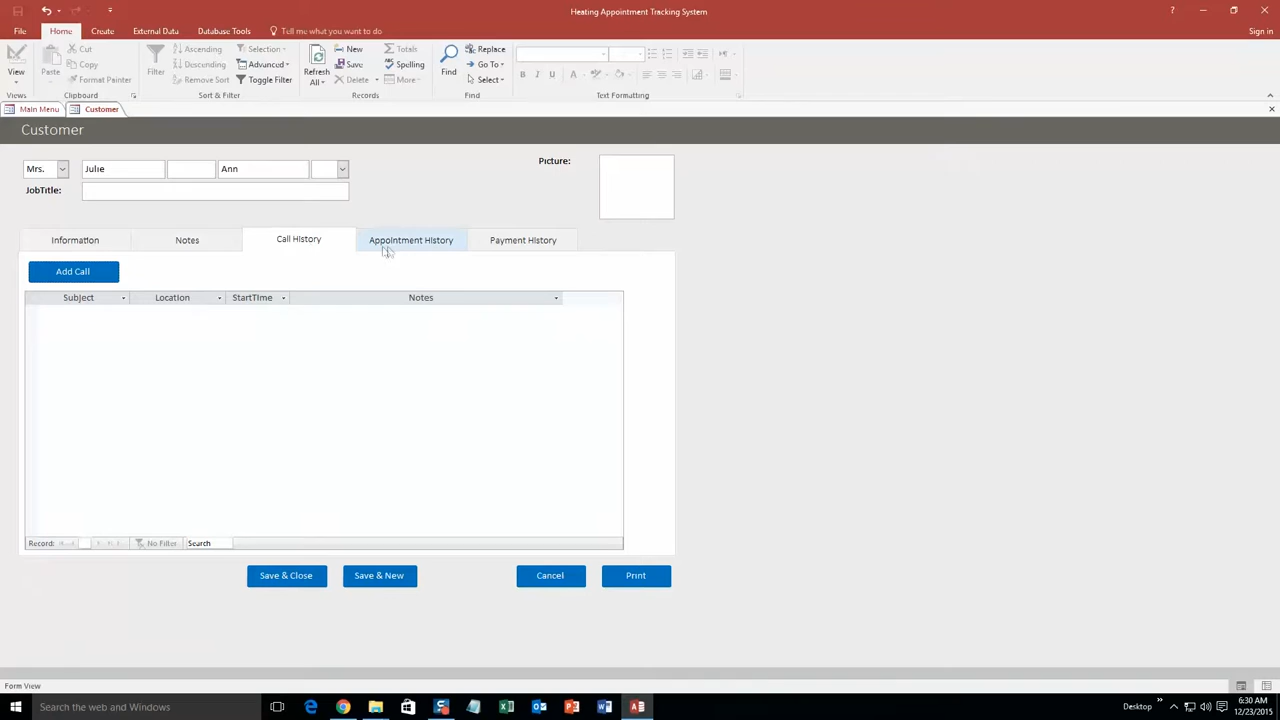 Heating Appointment Tracking System
?
Sign in
File Home Create External Data Database Tools Tell me what you want to do
View
Views
Paste
Cut
Copy
Format Painter
Clipboard
Filter
Ascending
Descending
Remove Sort
Selection
Advanced
Toggle Filter
Sort & Filter
Refresh
All
New
Save
Delete
Totals
Spelling
More
Records
Find
Replace
Go To
Select
Find
B I U
Text Formatting
Main Menu Customer
Customer
Mrs. Julie Ann
JobTitle:
Picture:
Information Notes Call History Appointment History Payment History
Add Call
Subject Location StartTime Notes
Record: No Filter Search
Save & Close Save & New Cancel Print
Form View
Search the web and Windows
Desktop
6:30 AM
12/23/2015